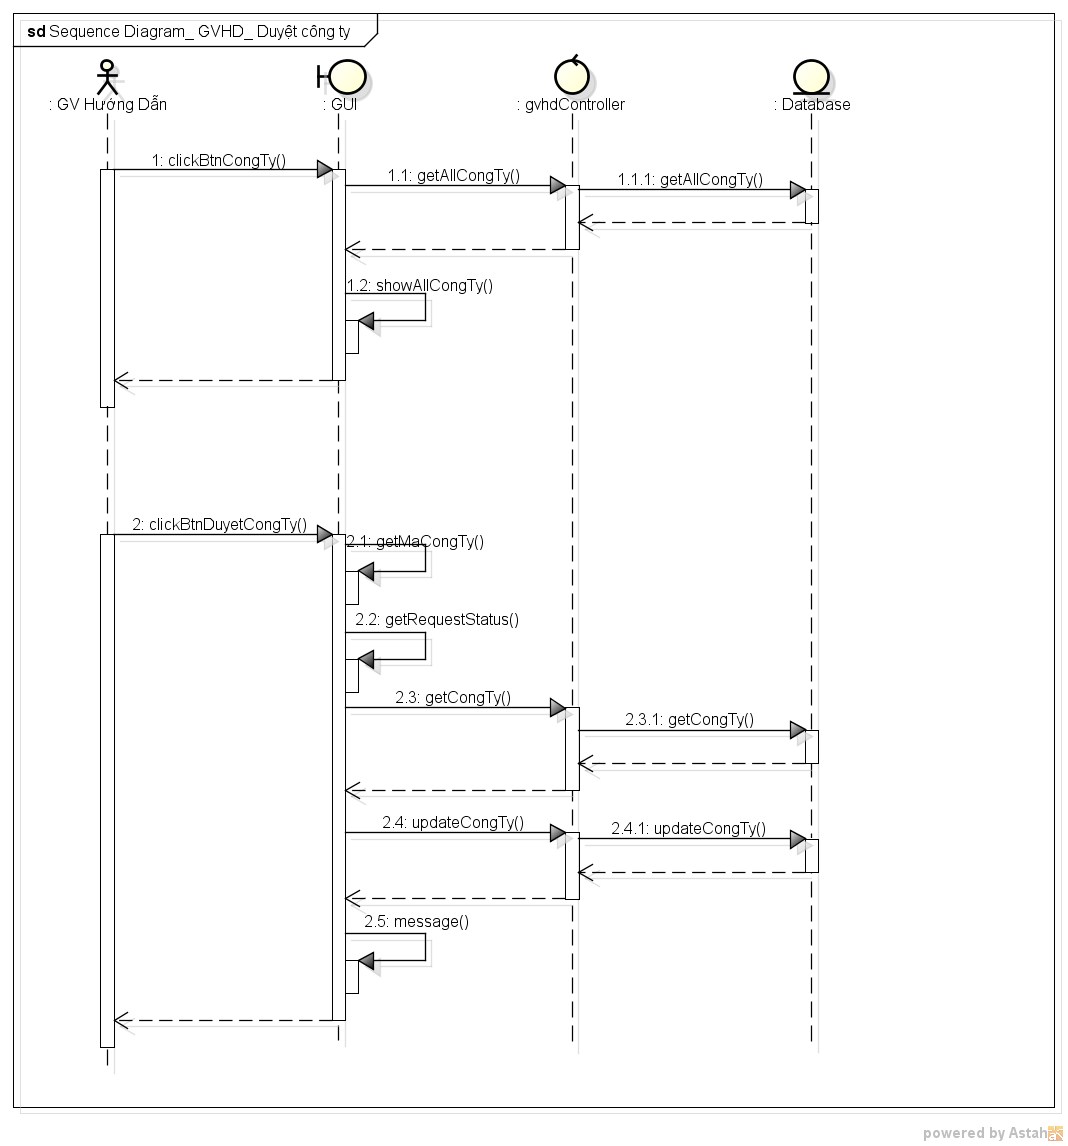 sd Sequence Diagram_ GVHD_ Duyệt công ty
: GV Hướng Dẫn
: GUI
: gvhdController
: Database
1: clickBtnCongTy()
1.1: getAllCongTy()
1.1.1: getAllCongTy()
1.2: showAllCongTy()
2: clickBtnDuyetCongTy()
2.1: getMaCongTy()
2.2: getRequestStatus()
2.3: getCongTy()
2.3.1: getCongTy()
2.4: updateCongTy()
2.4.1: updateCongTy()
2.5: message()
powered by Astah